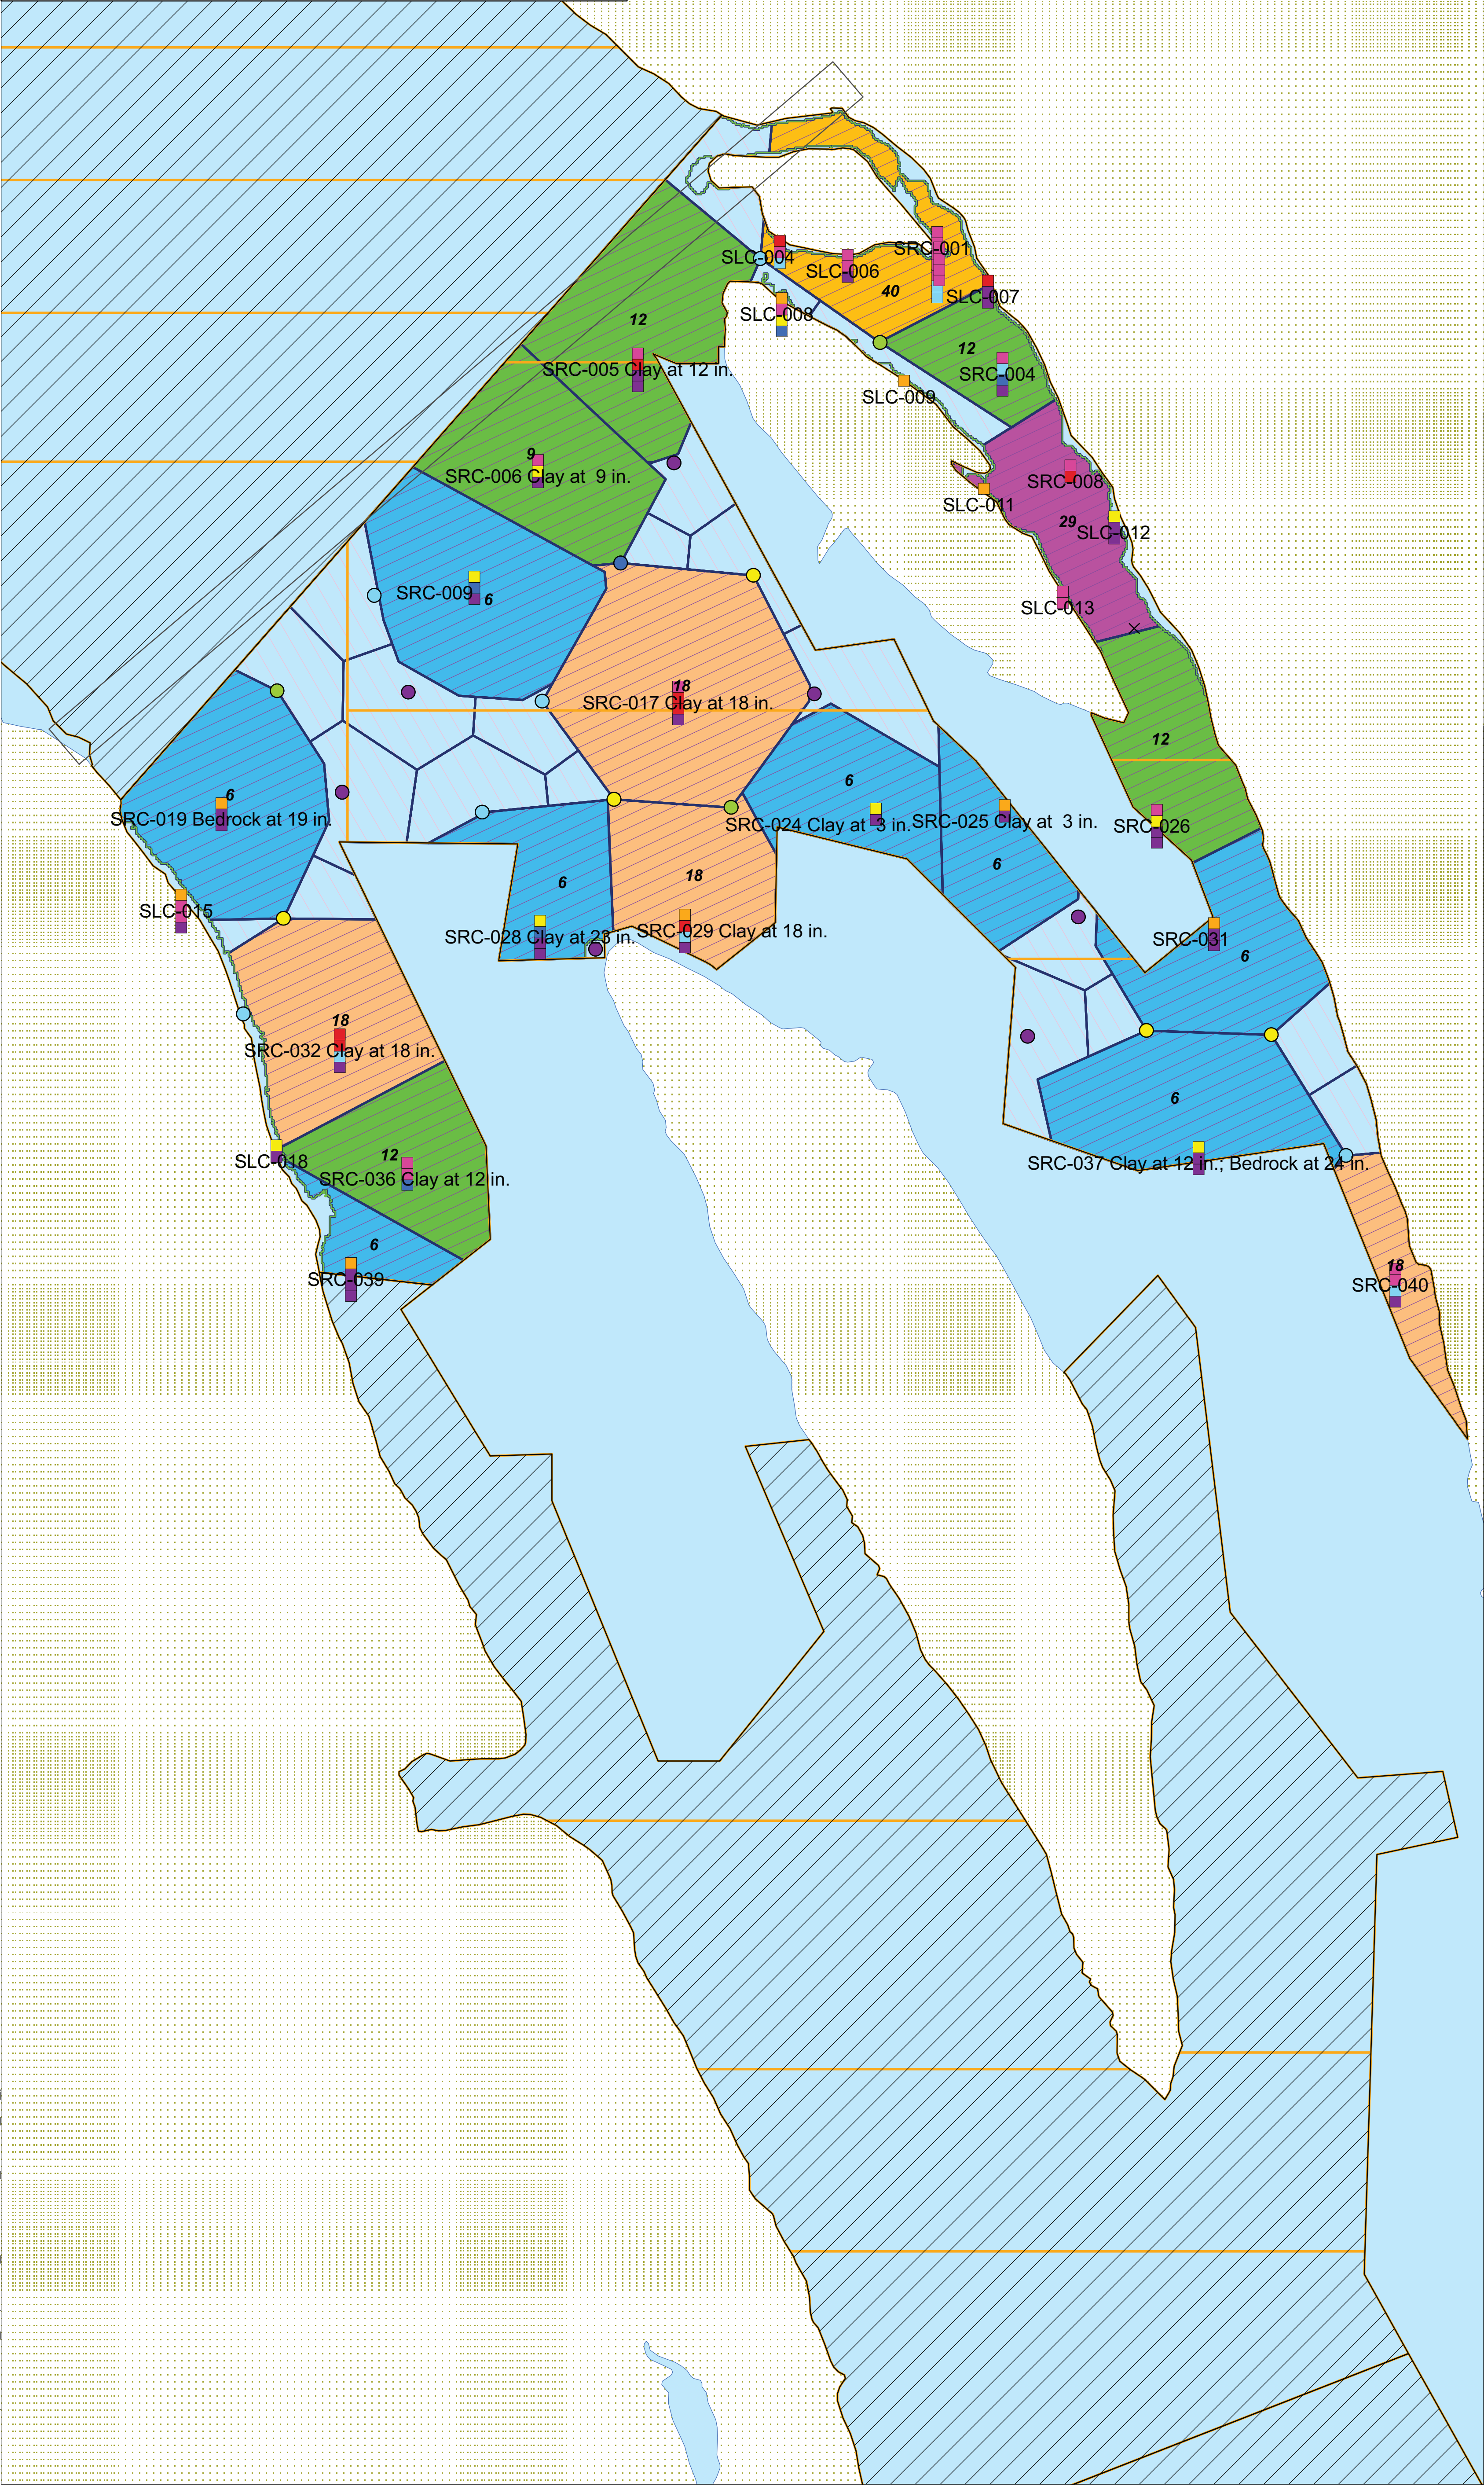 SRC-001
SLC-004
SLC-006
40
SLC-007
SLC-008
12
12
SRC-005 Clay at 12 in.
SRC-004
SLC-009
9
SRC-006 Clay at  9 in.
SRC-008
SLC-011
29
SLC-012
SRC-009
6
SLC-013
18
SRC-017 Clay at 18 in.
12
6
6
SRC-019 Bedrock at 19 in.
SRC-024 Clay at  3 in.
SRC-025 Clay at  3 in.
SRC-026
6
18
6
SLC-015
SRC-028 Clay at 23 in.
SRC-029 Clay at 18 in.
SRC-031
6
18
SRC-032 Clay at 18 in.
6
12
SLC-018
SRC-036 Clay at 12 in.
SRC-037 Clay at 12 in.; Bedrock at 24 in.
6
SRC-039
18
SRC-040